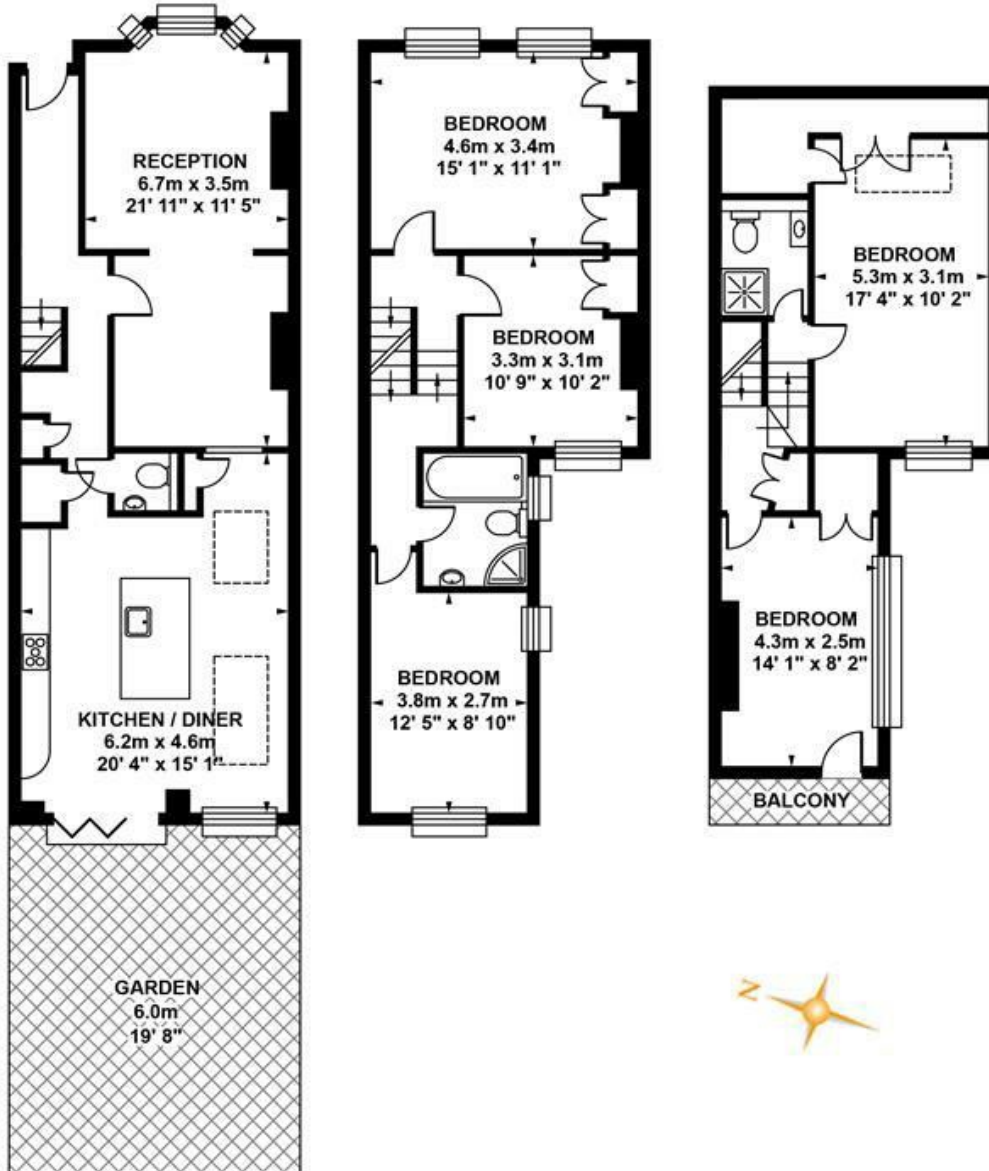 RECEPTION
6.7m x 3.5m
21' 11" x 11' 5"
KITCHEN / DINER
6.2m x 4.6m
20' 4" x 15' 1"
GARDEN
6.0m
19' 8"
BEDROOM
4.6m x 3.4m
15' 1" x 11' 1"
BEDROOM
3.3m x 3.1m
10' 9" x 10' 2"
BEDROOM
3.8m x 2.7m
12' 5" x 8' 10"
BEDROOM
5.3m x 3.1m
17' 4" x 10' 2"
BEDROOM
4.3m x 2.5m
14' 1" x 8' 2"
BALCONY
N